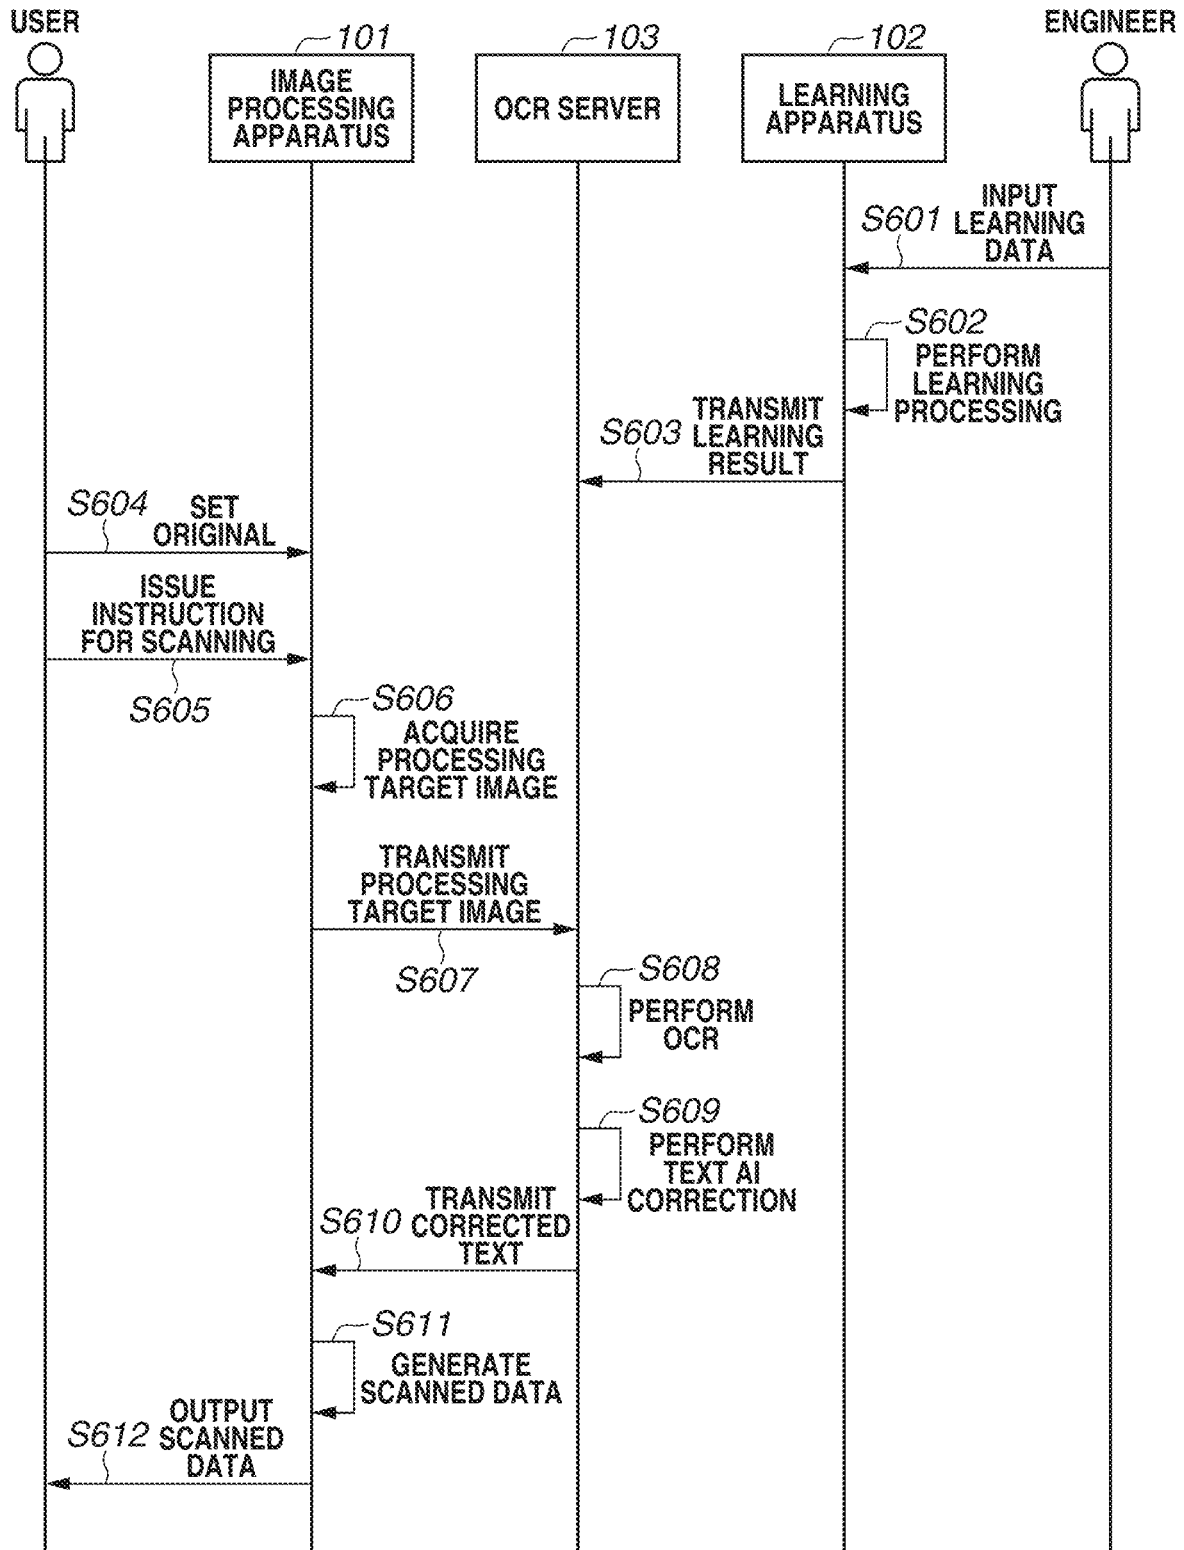 USER
101
103
102
ENGINEER
IMAGE
PROCESSING
APPARATUS
OCR SERVER
LEARNING
APPARATUS
S601
INPUT
LEARNING
DATA
S602
PERFORM
LEARNING
PROCESSING
S603
TRANSMIT
LEARNING
RESULT
S604
SET
ORIGINAL
ISSUE
INSTRUCTION
FOR SCANNING
S605
S606
ACQUIRE
PROCESSING
TARGET IMAGE
TRANSMIT
PROCESSING
TARGET IMAGE
S607
S608
PERFORM
OCR
S609
PERFORM
TEXT AI
CORRECTION
S610
TRANSMIT
CORRECTED
TEXT
S611
GENERATE
SCANNED DATA
S612
OUTPUT
SCANNED
DATA